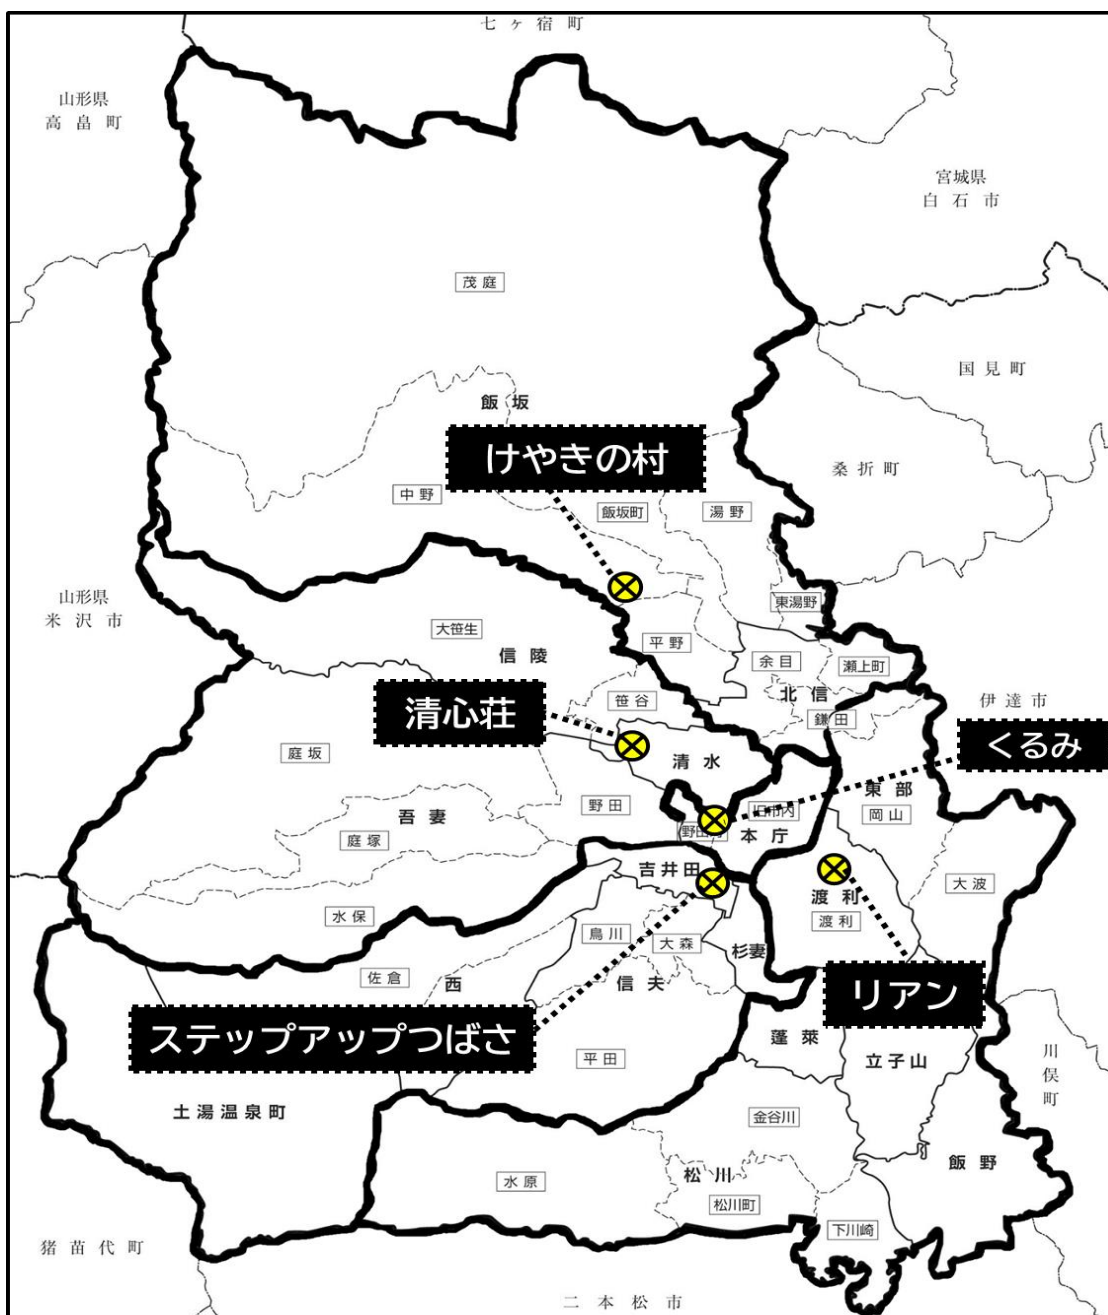 七ヶ宿町
山形県
高畠町
宮城県
白石市
茂庭
国見町
飯坂
けやきの村
桑折町
中野
飯坂町
湯野
山形県
米沢市
東湯野
大笹生
信陵
平野
余目
瀬上町
北信
笹谷
鎌田
伊達市
清心荘
くるみ
庭坂
清水
東部
野田
旧市内
岡山
吾妻
庭塚
本庁
吉井田
大波
渡利
渡利
水保
鳥川
大森
杉妻
佐倉
西
信夫
リアン
ステップアップつばさ
蓬萊
立子山
平田
川俣町
土湯温泉町
金谷川
飯野
水原
松川
松川町
下川崎
猪苗代町
二本松市